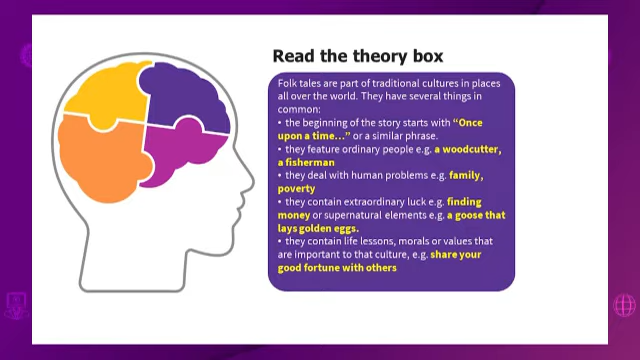 Read the theory box
Folk tales are part of traditional cultures in places
all over the world. They have several things in
common:
• the beginning of the story starts with “Once
upon a time…” or a similar phrase.
• they feature ordinary people e.g. a woodcutter,
a fisherman
• they deal with human problems e.g. family,
poverty
• they contain extraordinary luck e.g. finding
money or supernatural elements e.g. a goose that
lays golden eggs.
• they contain life lessons, morals or values that
are important to that culture, e.g. share your
good fortune with others